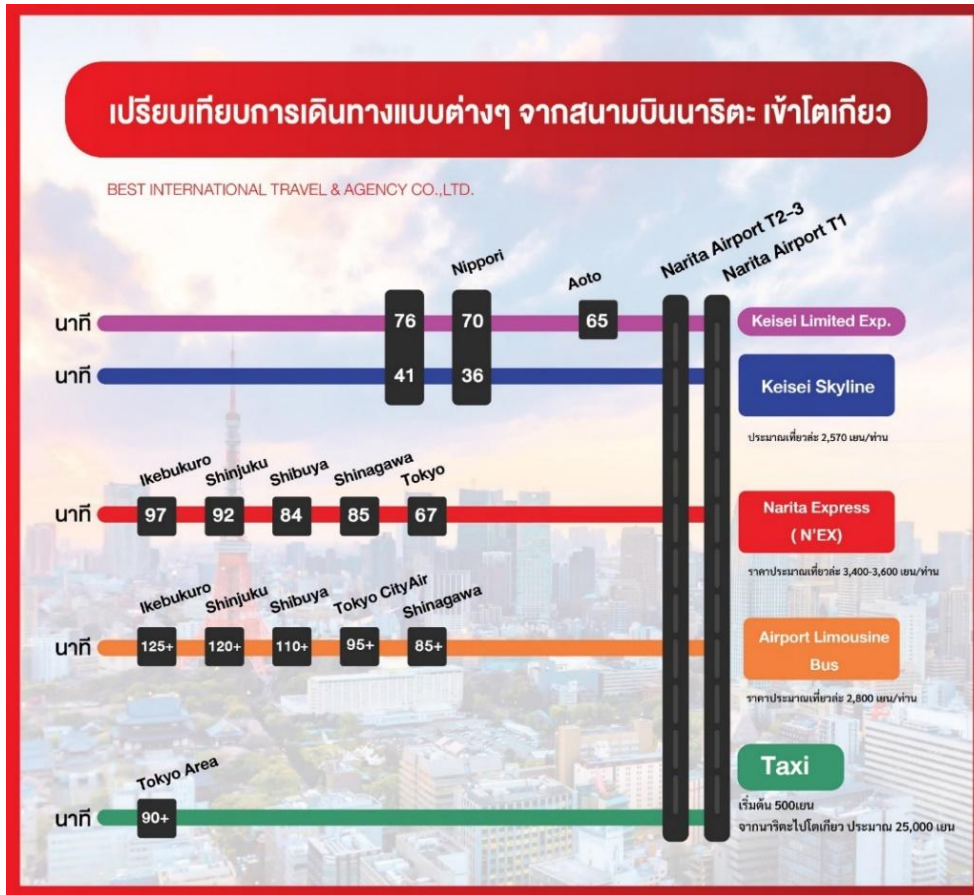 เปรียบเทียบการเดินทางแบบต่างๆ จากสนามบินนาริตะ เข้าโตเกียว
BEST INTERNATIONAL TRAVEL & AGENCY CO.,LTD.
Narita Airport T2-3
Narita Airport T1
Nippori
Aoto
นาที
76
70
65
Keisei Limited Exp.
นาที
41
36
Keisei Skyline
ประมาณเที่ยวล่ะ 2,570 เยน/ท่าน
Ikebukuro
Shinjuku
Shibuya
Shinagawa
Tokyo
นาที
97
92
84
85
67
Narita Express
( N'EX)
ราคาประมาณเที่ยวล่ะ 3,400-3,600 เยน/ท่าน
Ikebukuro
Shinjuku
Shibuya
Tokyo CityAir
Shinagawa
นาที
125+
120+
110+
95+
85+
Airport Limousine
Bus
ราคาประมาณเที่ยวล่ะ 2,800 เยน/ท่าน
Tokyo Area
นาที
90+
Taxi
เริ่มต้น 500เยน
จากนาริตะไปโตเกียว ประมาณ 25,000 เยน